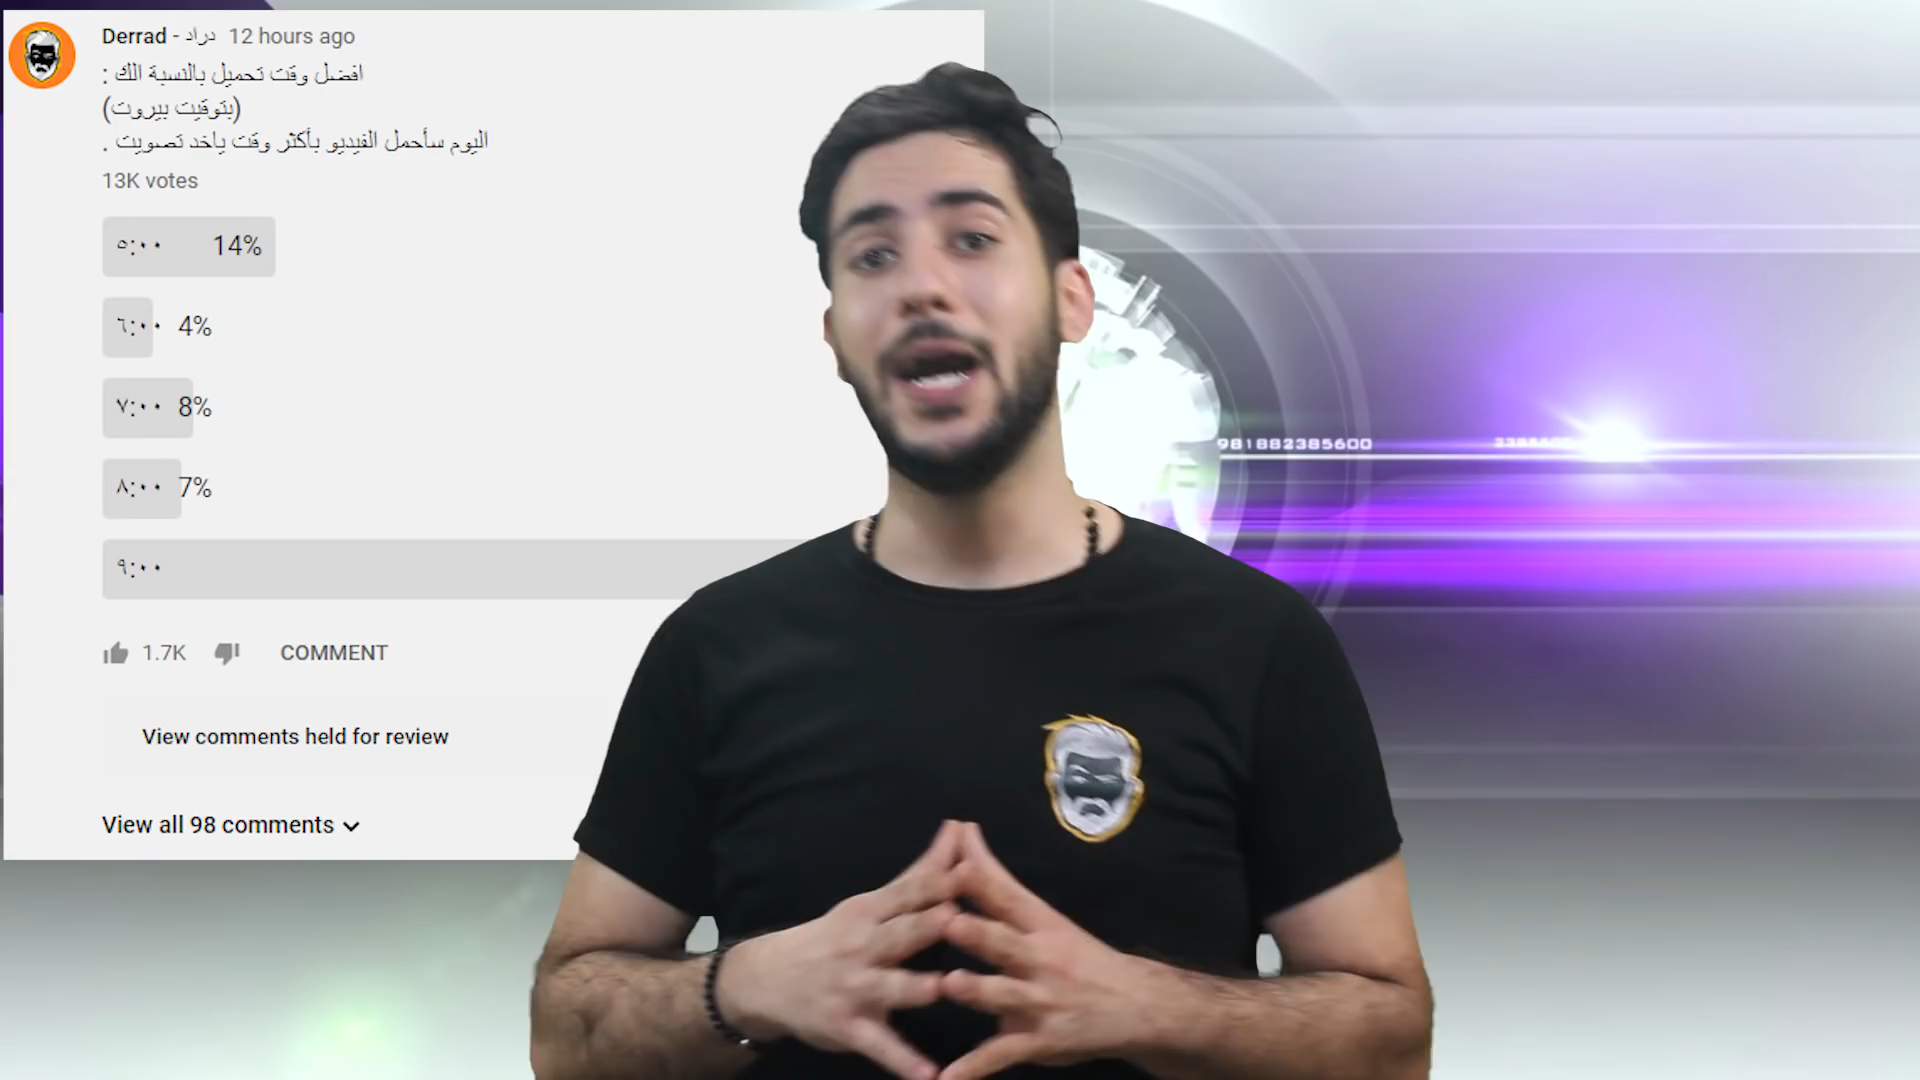 Derrad - دراد 12 hours ago
افضل وقت تحميل بالنسبة الك :
(بتوقيت بيروت)
اليوم سأحمل الفيديو بأكثر وقت ياخد تصويت .
13K votes
٥:٠٠ 14%
٦:٠٠ 4%
٧:٠٠ 8%
٨:٠٠ 7%
٩:٠٠
1.7K COMMENT
View comments held for review
View all 98 comments
981882385600